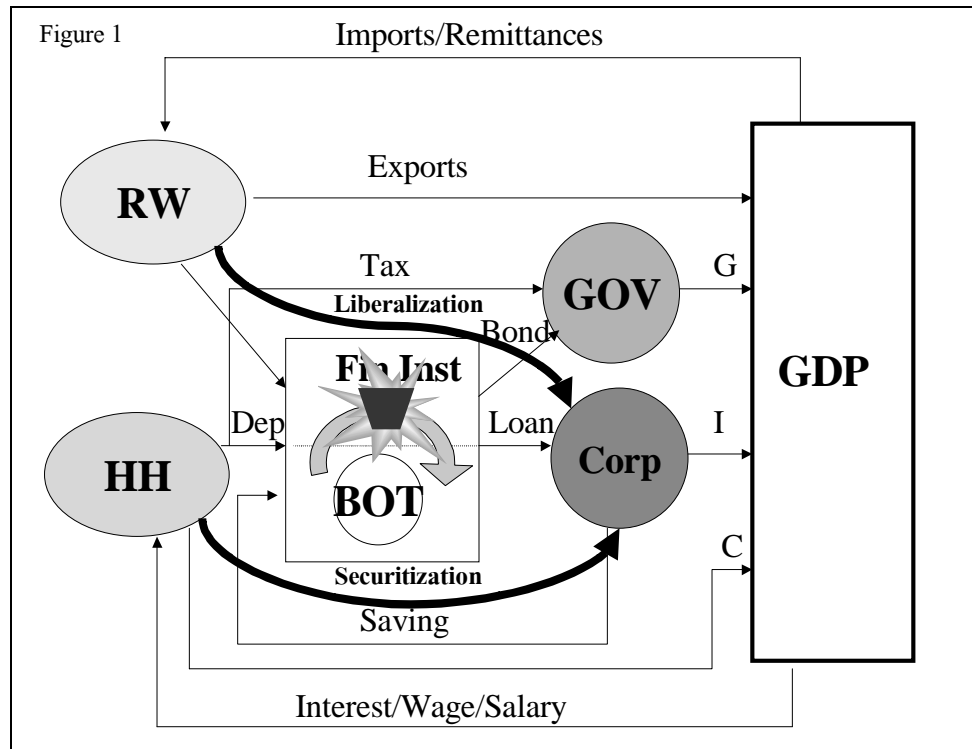 Figure 1
Imports/Remittances
RW
Exports
Tax
G
Liberalization
GOV
Bond
GDP
Fin Inst
Dep
Loan
I
HH
Corp
BOT
C
Securitization
Saving
Interest/Wage/Salary